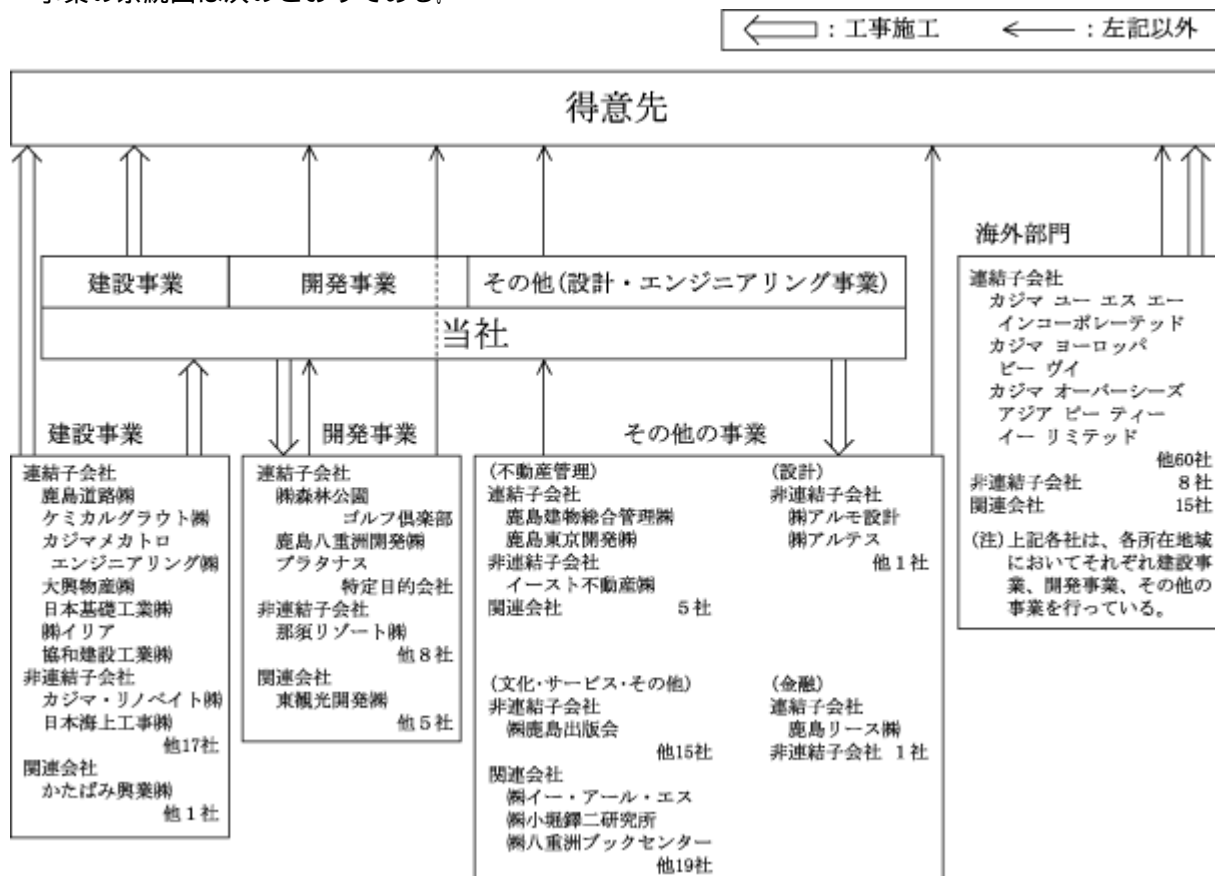 事業の系統図は次のとおりである。
：工事施工　：左記以外
得意先
海外部門
建設事業
開発事業
その他(設計・エンジニアリング事業)
当社
連結子会社
カジマ ユー エス エー
インコーポレーテッド
カジマ ヨーロッパ
ビー ヴイ
カジマ オーバーシーズ
アジア ピー ティー
イー リミテッド
他60社
非連結子会社　8社
関連会社　15社
(注)上記各社は、各所在地域
においてそれぞれ建設事
業、開発事業、その他の
事業を行っている。
建設事業
連結子会社
鹿島道路㈱
ケミカルグラウト㈱
カジマメカトロ
エンジニアリング㈱
大興物産㈱
日本基礎工業㈱
㈱イリア
協和建設工業㈱
非連結子会社
カジマ・リノベイト㈱
日本海上工事㈱
他17社
関連会社
かたばみ興業㈱
他１社
開発事業
連結子会社
㈱森林公園
ゴルフ倶楽部
鹿島八重洲開発㈱
プラタナス
特定目的会社
非連結子会社
那須リゾート㈱
他８社
関連会社
東観光開発㈱
他５社
その他の事業
(不動産管理)
連結子会社
鹿島建物総合管理㈱
鹿島東京開発㈱
非連結子会社
イースト不動産㈱
関連会社　５社
(設計)
非連結子会社
㈱アルモ設計
㈱アルテス
他１社
(文化・サービス・その他)
非連結子会社
㈱鹿島出版会
他15社
関連会社
㈱イー・アール・エス
㈱小堀鐸二研究所
㈱八重洲ブックセンター
他19社
(金融)
連結子会社
鹿島リース㈱
非連結子会社　１社